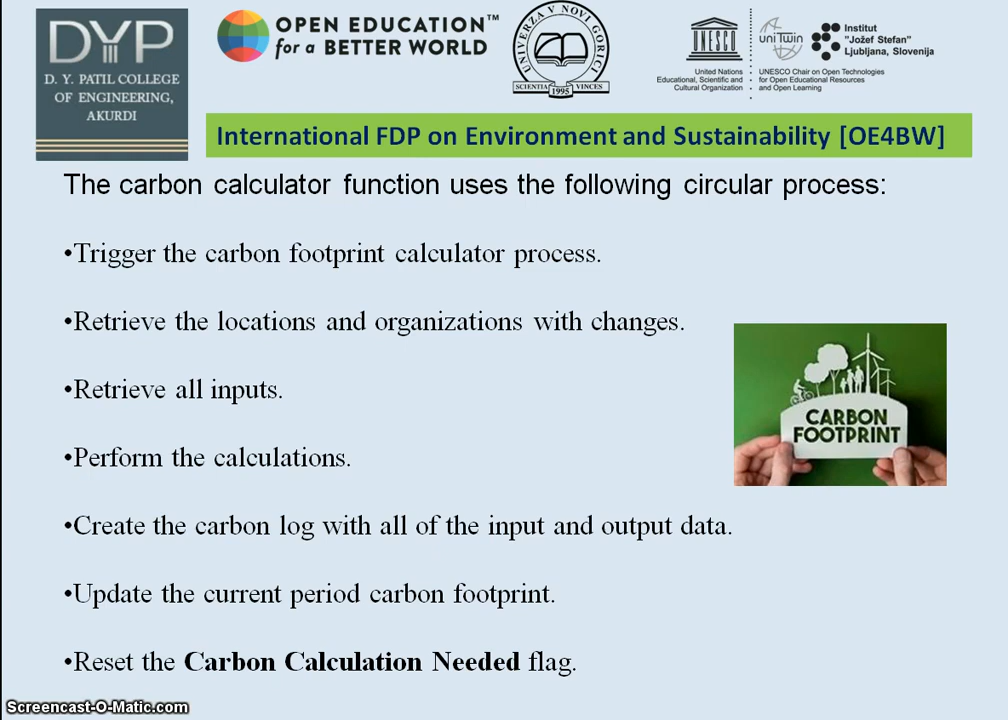 DYP
D. Y. PATIL COLLEGE
OF ENGINEERING,
AKURDI
OPEN EDUCATION™
for a BETTER WORLD
UNIVERZA V NOVI GORICI
SCIENTIA VINCES
1995
UNESCO
United Nations
Educational, Scientific and
Cultural Organization
uniTwin
Institut
"Jožef Stefan"
Ljubljana, Slovenija
UNESCO Chair on Open Technologies
for Open Educational Resources
and Open Learning
International FDP on Environment and Sustainability [OE4BW]
The carbon calculator function uses the following circular process:
•Trigger the carbon footprint calculator process.
•Retrieve the locations and organizations with changes.
•Retrieve all inputs.
•Perform the calculations.
•Create the carbon log with all of the input and output data.
•Update the current period carbon footprint.
•Reset the Carbon Calculation Needed flag.
CARBON
FOOTPRINT
Screencast-O-Matic.com